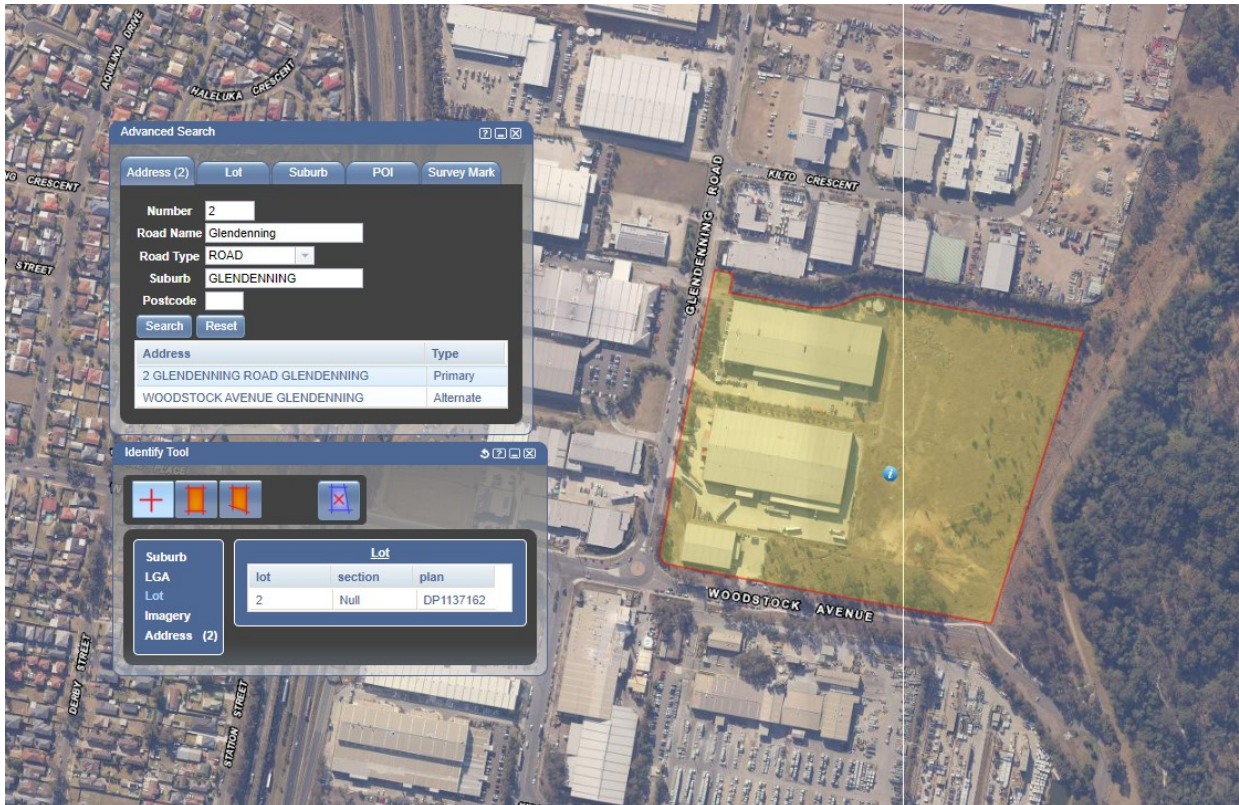 AQUILINA DRIVE
HALELUKA CRESCENT
CRESCENT
STREET
Advanced Search
Address (2) Lot Suburb POI Survey Mark
Number 2
Road Name Glendenning
Road Type ROAD
Suburb GLENDENNING
Postcode
Search Reset
Address Type
2 GLENDENNING ROAD GLENDENNING Primary
WOODSTOCK AVENUE GLENDENNING Alternate
Identify Tool
PLACE
Suburb
LGA
Lot
Imagery
Address (2)
Lot
lot section plan
2 Null DP1137162
DERBY STREET
STATION STREET
GLENDENNING ROAD
KILTO CRESCENT
WOODSTOCK AVENUE